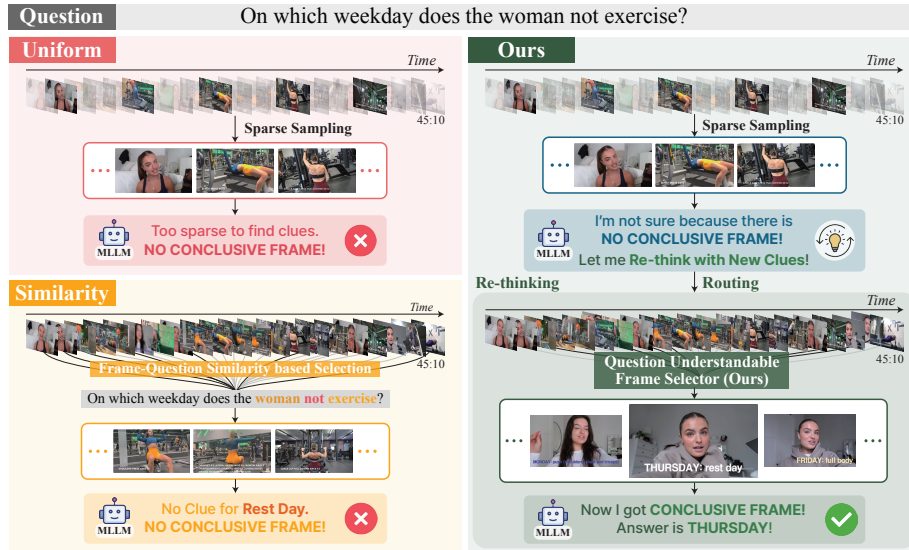 Question
On which weekday does the woman not exercise?
Uniform
Time
45:10
Sparse Sampling
MLLM
Too sparse to find clues.
NO CONCLUSIVE FRAME!
Similarity
Time
45:10
Frame-Question Similarity based Selection
On which weekday does the woman not exercise?
MLLM
No Clue for Rest Day.
NO CONCLUSIVE FRAME!
Ours
Time
45:10
Sparse Sampling
MLLM
I'm not sure because there is
NO CONCLUSIVE FRAME!
Let me Re-think with New Clues!
Re-thinking
Routing
Time
45:10
Question Understandable
Frame Selector (Ours)
THURSDAY: rest day
FRIDAY: full body
MLLM
Now I got CONCLUSIVE FRAME!
Answer is THURSDAY!